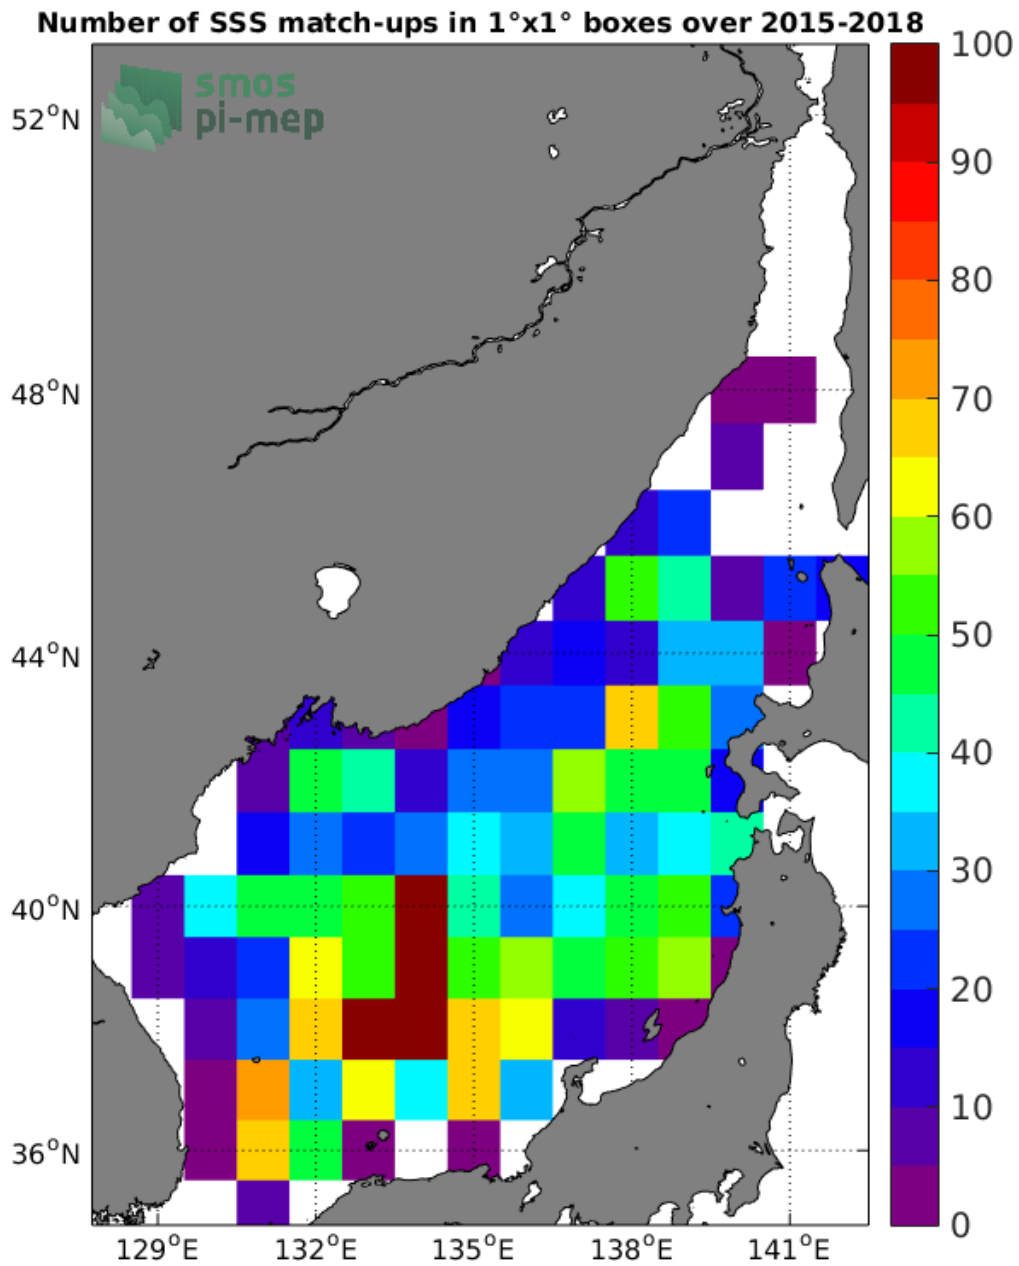 Number of SSS match-ups in 1°x1° boxes over 2015-2018
smos
pi-mep
52°N
48°N
44°N
40°N
36°N
129°E 132°E 135°E 138°E 141°E
100
90
80
70
60
50
40
30
20
10
0